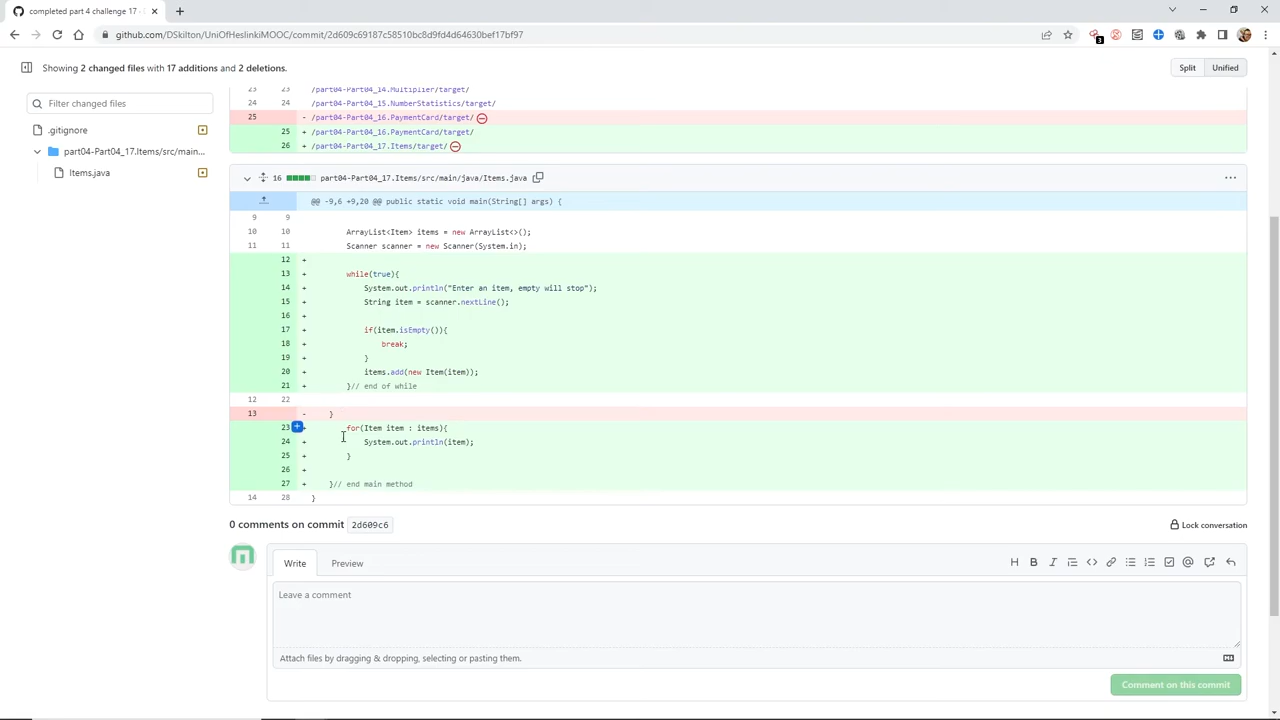 completed part 4 challenge 17 ·
github.com/DSkilton/UniOfHeslinkiMOOC/commit/2d609c69187c58510bc8d9fd4d64630bef17bf97
3
Showing 2 changed files with 17 additions and 2 deletions.
Split Unified
Filter changed files
.gitignore
part04-Part04_17.Items/src/main...
Items.java
23 23 /part04-Part04_14.Multiplier/target/
24 24 /part04-Part04_15.NumberStatistics/target/
25 - /part04-Part04_16.PaymentCard/target/
25 + /part04-Part04_16.PaymentCard/target/
26 + /part04-Part04_17.Items/target/
16 part04-Part04_17.Items/src/main/java/Items.java
@@ -9,6 +9,20 @@ public static void main(String[] args) {
9 9
10 10 ArrayList<Item> items = new ArrayList<>();
11 11 Scanner scanner = new Scanner(System.in);
12 +
13 + while(true){
14 + System.out.println("Enter an item, empty will stop");
15 + String item = scanner.nextLine();
16 +
17 + if(item.isEmpty()){
18 + break;
19 + }
20 + items.add(new Item(item));
21 + }// end of while
12 22
13 - }
23 + for(Item item : items){
24 + System.out.println(item);
25 + }
26 +
27 + }// end main method
14 28 }
0 comments on commit 2d609c6
Lock conversation
Write Preview
Leave a comment
Attach files by dragging & dropping, selecting or pasting them.
Comment on this commit